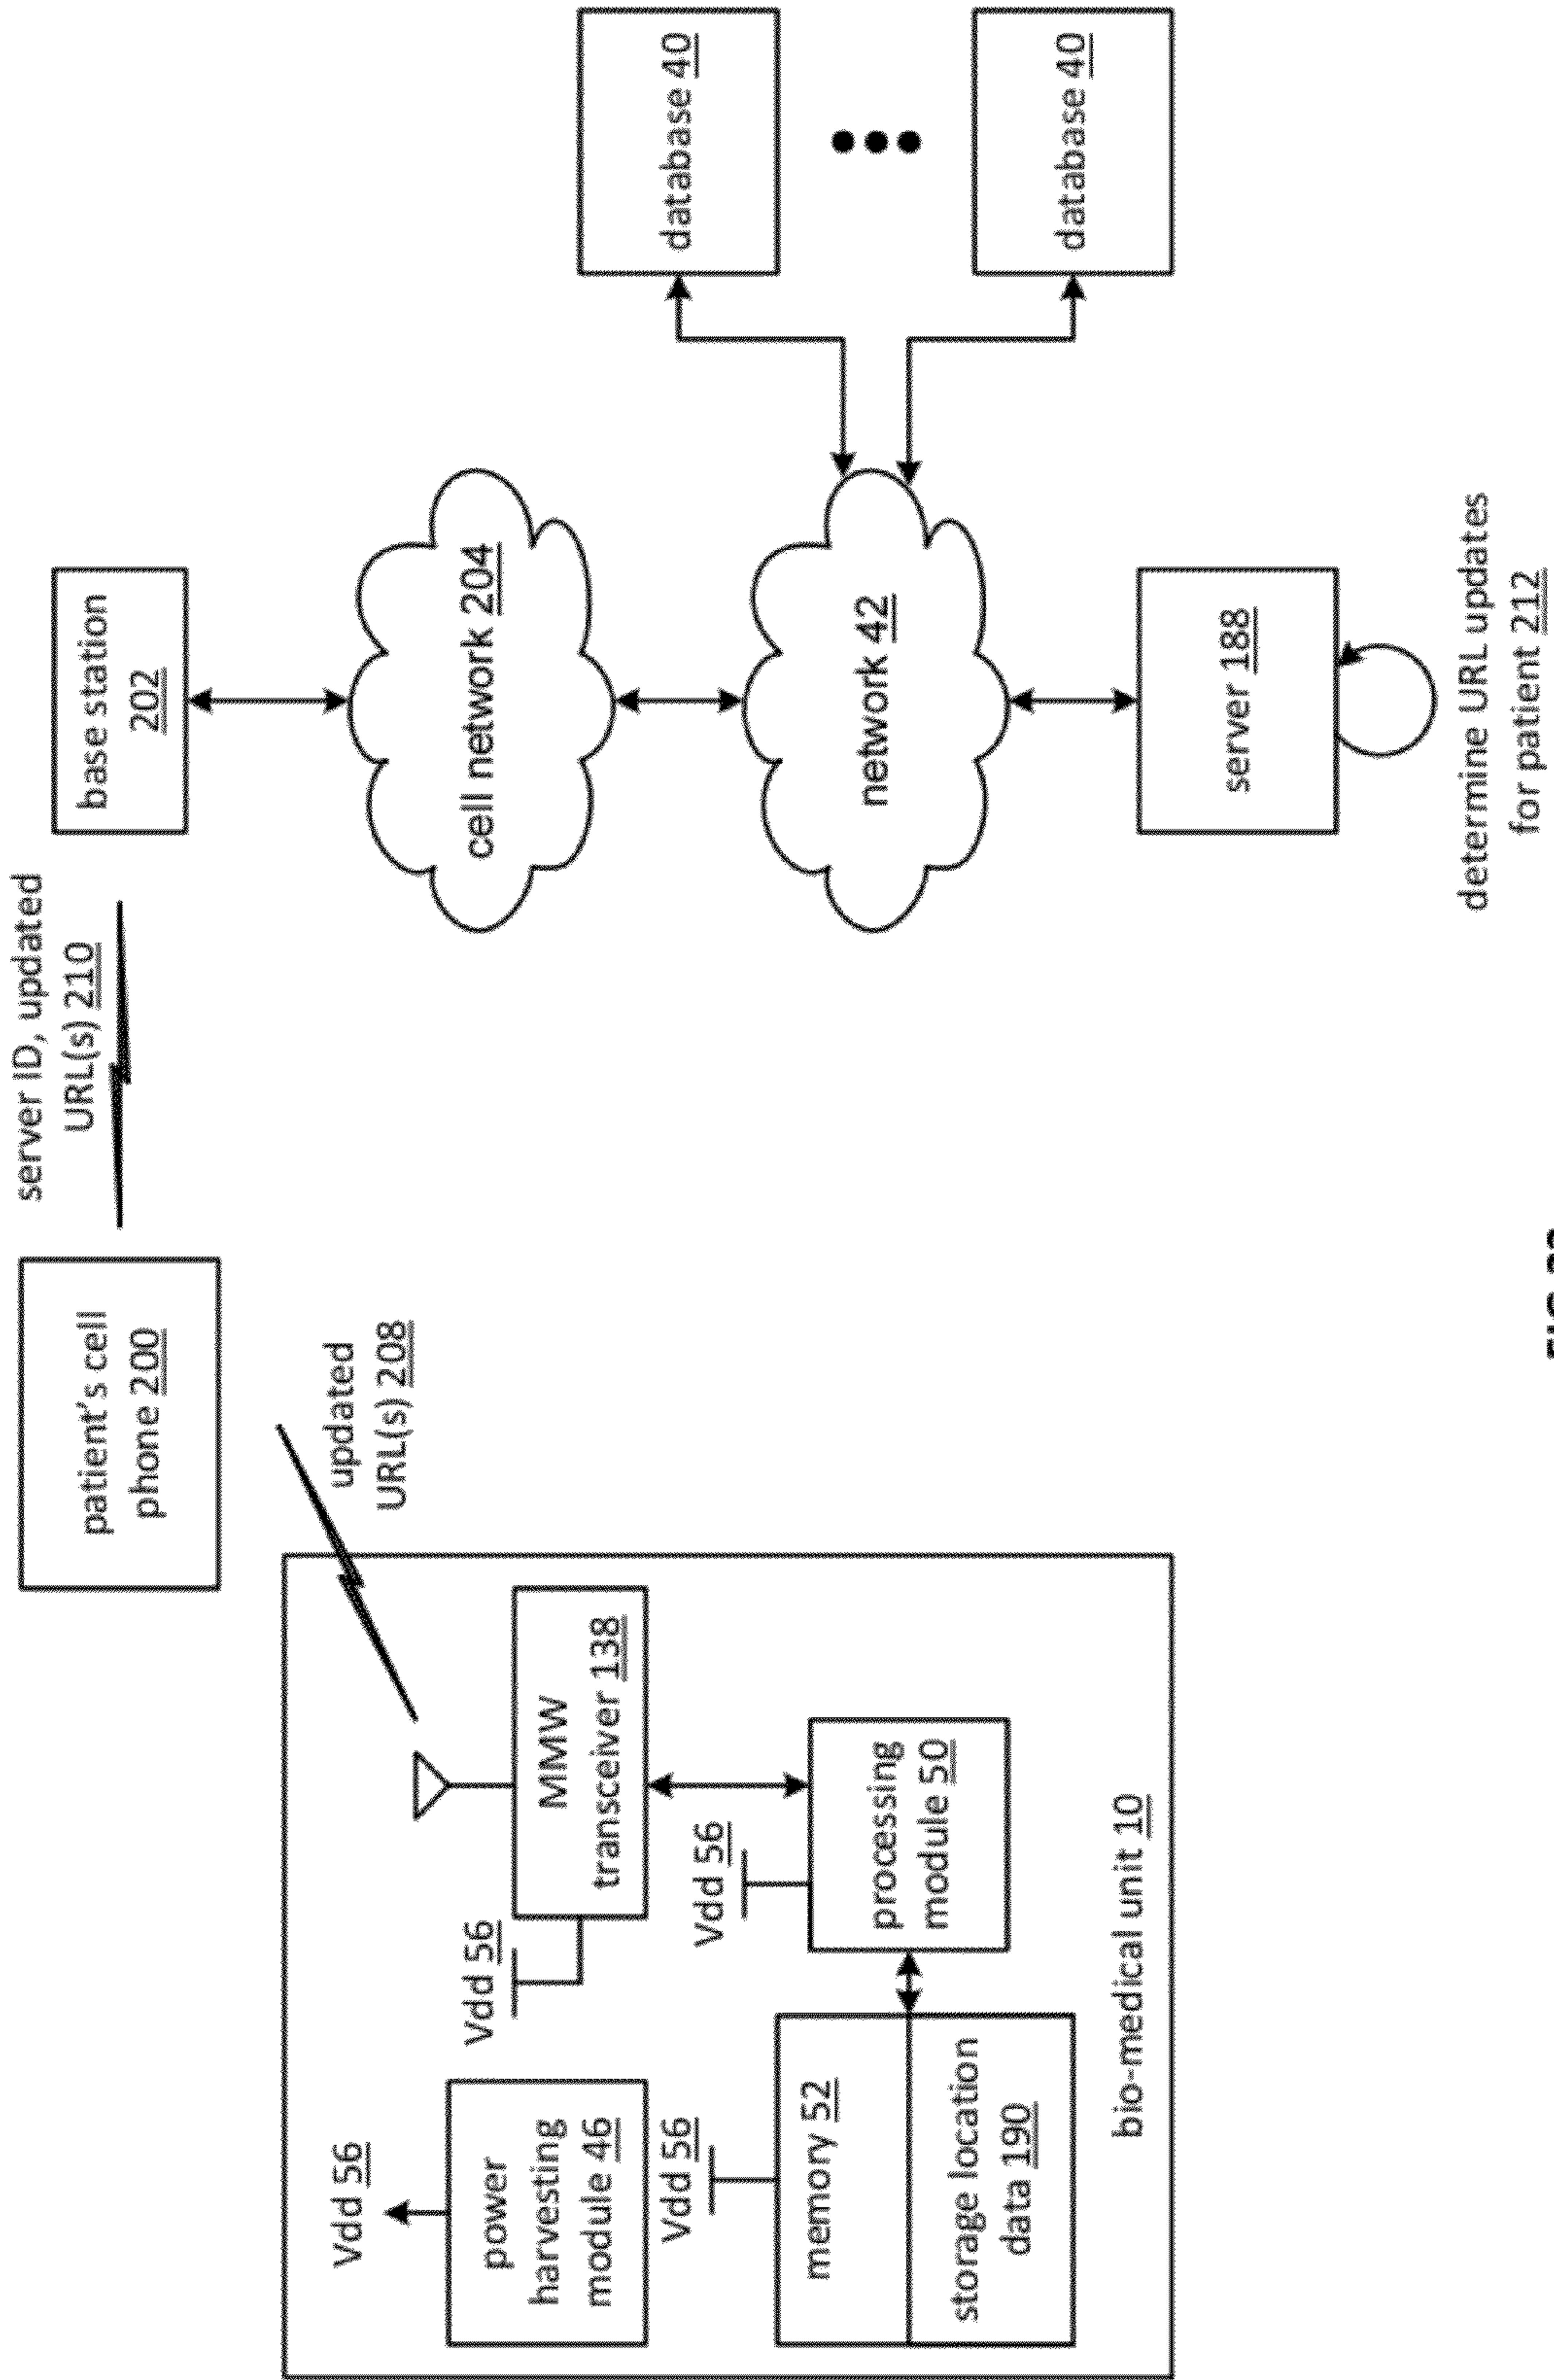 patient's cell
phone 200
server ID, updated
URL(s) 210
base station
202
updated
URL(s) 208
Vdd 56
power
harvesting
module 46
Vdd 56
MMW
transceiver 138
Vdd 56
Vdd 56
memory 52
storage location
data 190
processing
module 50
bio-medical unit 10
cell network 204
network 42
database 40
database 40
server 188
determine URL updates
for patient 212